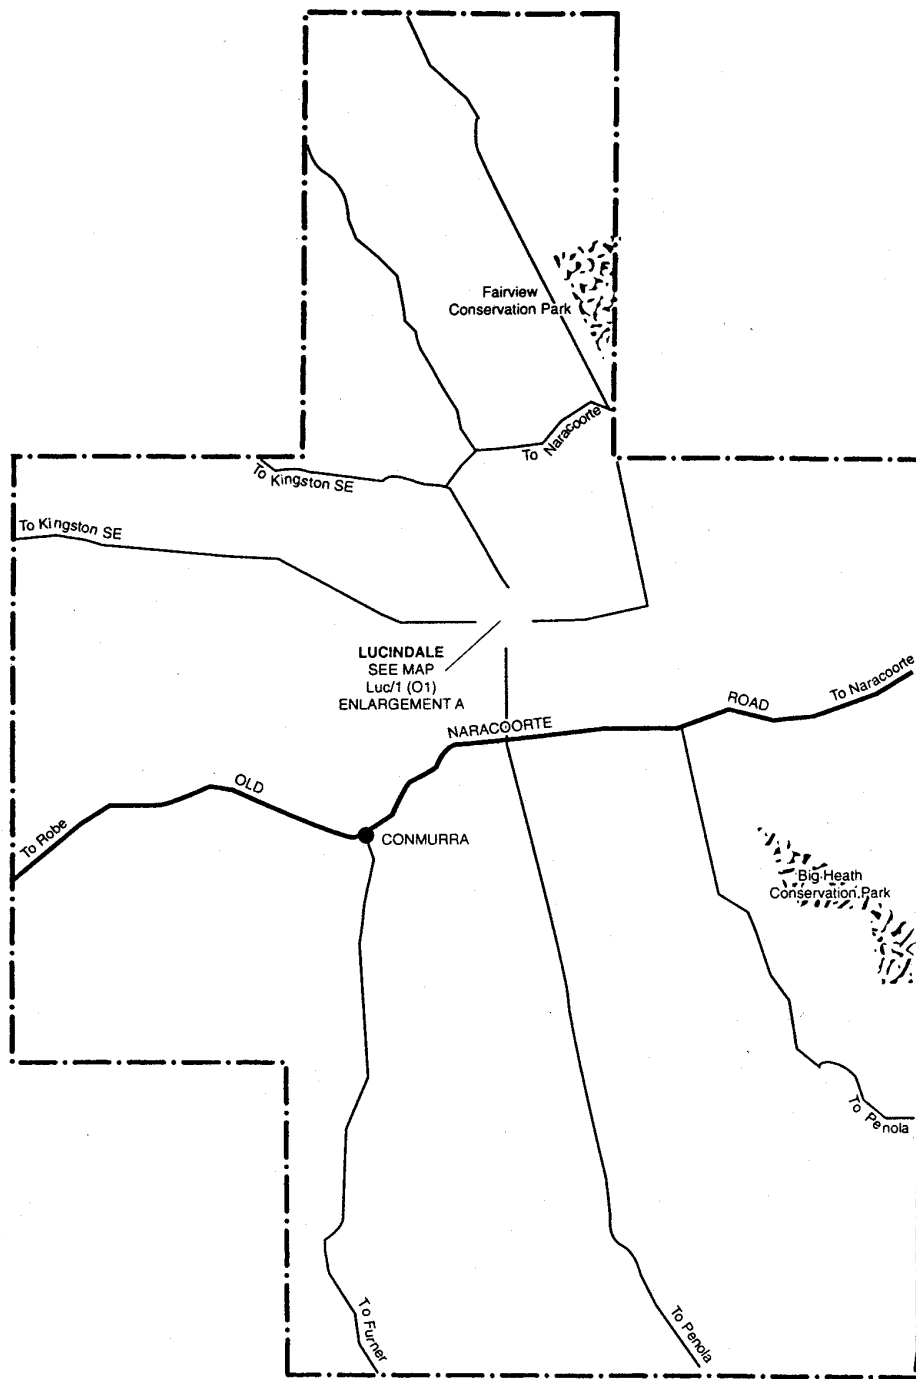 Fairview
Conservation Park
To Naracoorte
To Kingston SE
To Kingston SE
LUCINDALE
SEE MAP
Luc/1 (O1)
ENLARGEMENT A
To Naracoorte
ROAD
NARACOORTE
OLD
To Robe
CONMURRA
Big Heath
Conservation Park
To Penola
To Furner
To Penola